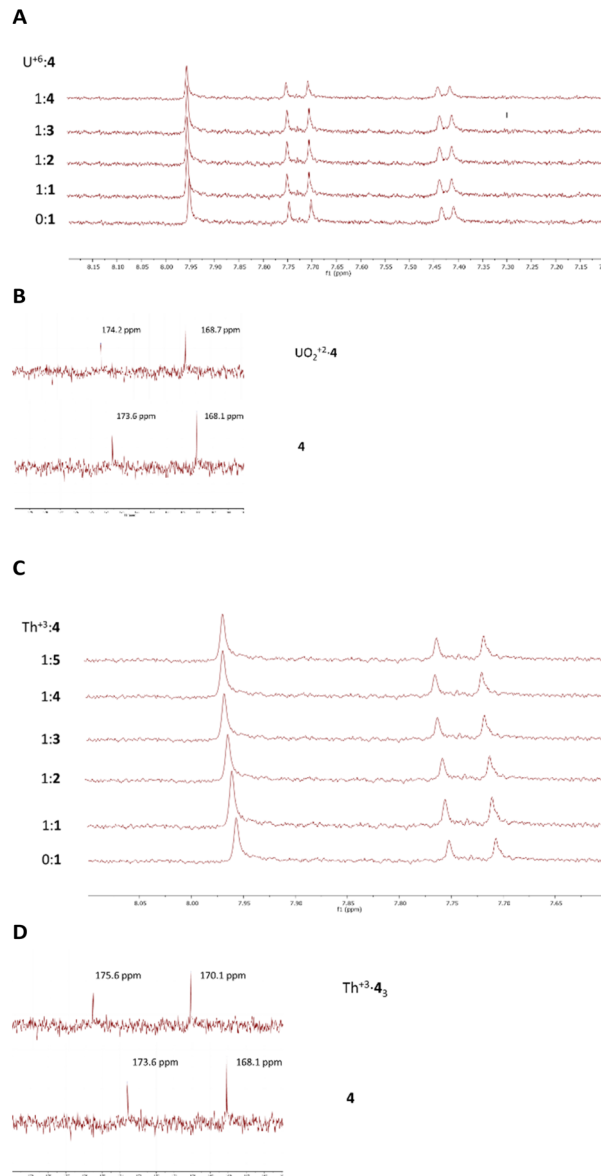 A
U⁺⁶:4
1:4
1:3
1:2
1:1
0:1
8.15 8.10 8.05 8.00 7.95 7.90 7.85 7.80 7.75 7.70 7.65 7.60 7.55 7.50 7.45 7.40 7.35 7.30 7.25 7.20 7.15 7.1
f1 (ppm)
B
174.2 ppm 168.7 ppm
UO₂⁺²·4
173.6 ppm 168.1 ppm
4
C
Th⁺³:4
1:5
1:4
1:3
1:2
1:1
0:1
8.05 8.00 7.95 7.90 7.85 7.80 7.75 7.70 7.65
f1 (ppm)
D
175.6 ppm 170.1 ppm
Th⁺³·4₃
173.6 ppm 168.1 ppm
4